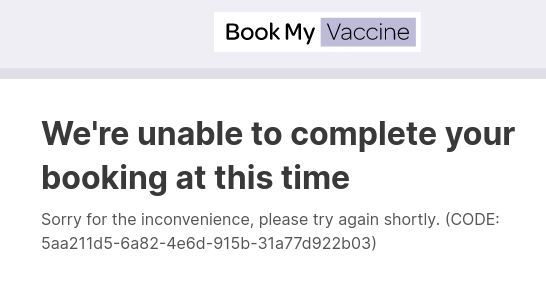 Book My Vaccine
We're unable to complete your
booking at this time
Sorry for the inconvenience, please try again shortly. (CODE:
5aa211d5-6a82-4e6d-915b-31a77d922b03)